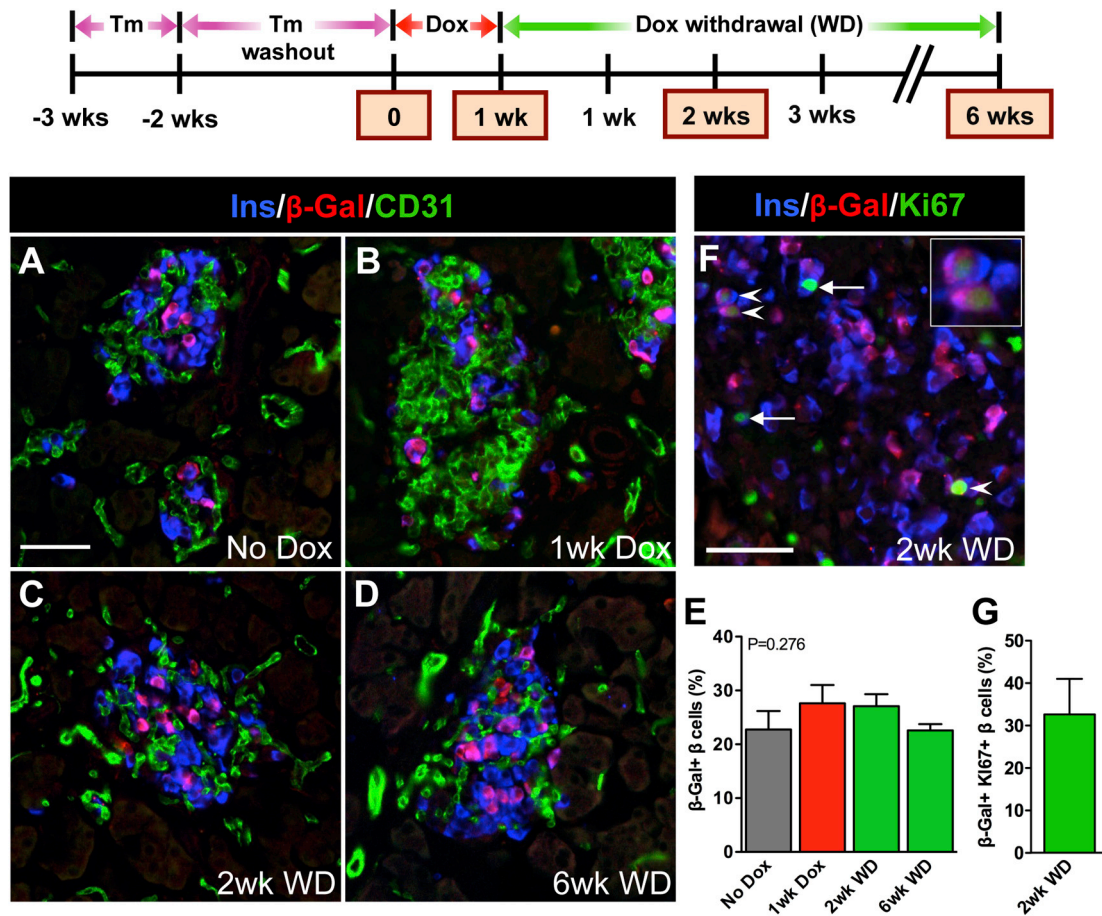 Tm
Tm washout
Dox
Dox withdrawal (WD)
-3 wks
-2 wks
0
1 wk
1 wk
2 wks
3 wks
6 wks
Ins/β-Gal/CD31
Ins/β-Gal/Ki67
A
No Dox
B
1wk Dox
F
2wk WD
C
2wk WD
D
6wk WD
E
P=0.276
β-Gal+ β cells (%)
40
30
20
10
0
No Dox
1wk Dox
2wk WD
6wk WD
G
β-Gal+ KI67+ β cells (%)
50
40
30
20
10
0
2wk WD